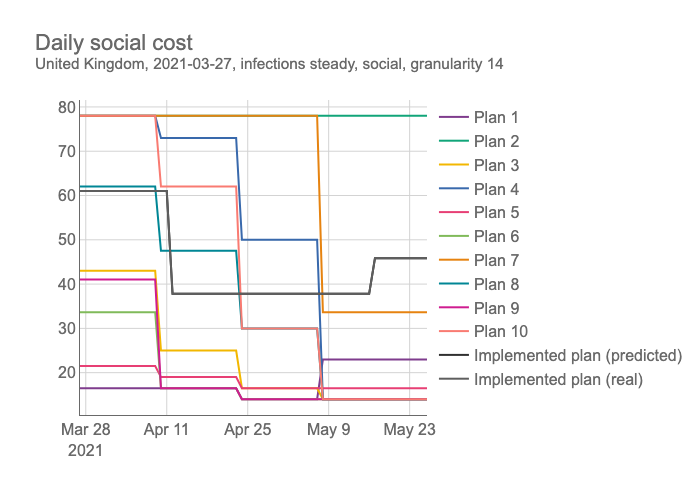 Daily social cost
United Kingdom, 2021-03-27, infections steady, social, granularity 14
80
70
60
50
40
30
20
Mar 28
2021
Apr 11
Apr 25
May 9
May 23
Plan 1
Plan 2
Plan 3
Plan 4
Plan 5
Plan 6
Plan 7
Plan 8
Plan 9
Plan 10
Implemented plan (predicted)
Implemented plan (real)